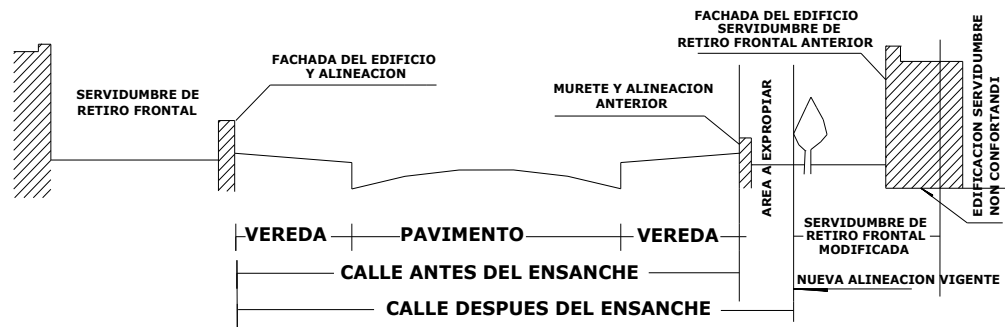 FACHADA DEL EDIFICIO
SERVIDUMBRE DE
RETIRO FRONTAL ANTERIOR
FACHADA DEL EDIFICIO
Y ALINEACION
SERVIDUMBRE DE
RETIRO FRONTAL
MURETE Y ALINEACION
ANTERIOR
AREA A EXPROPIAR
EDIFICACION SERVIDUMBRE
NON CONFORTANDI
VEREDA
PAVIMENTO
VEREDA
SERVIDUMBRE DE
RETIRO FRONTAL
MODIFICADA
CALLE ANTES DEL ENSANCHE
NUEVA ALINEACION VIGENTE
CALLE DESPUES DEL ENSANCHE